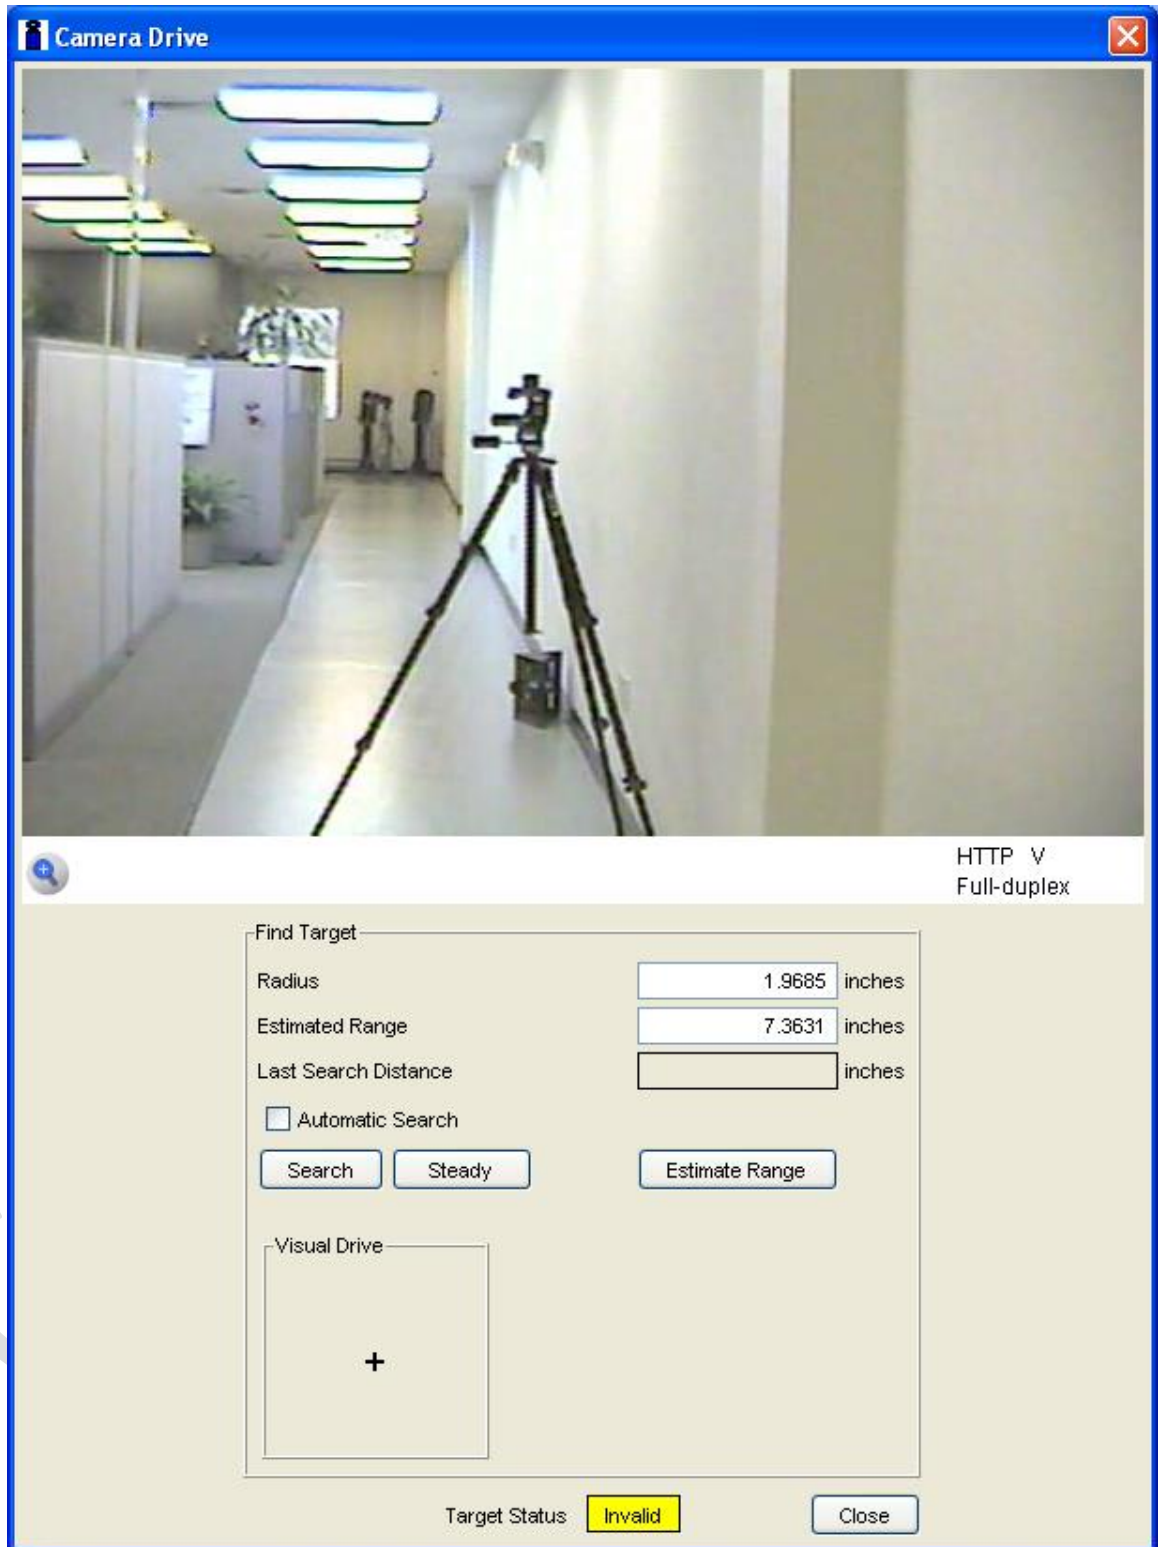 Camera Drive
HTTP V
Full-duplex
Find Target
Radius 1.9685 inches
Estimated Range 7.3631 inches
Last Search Distance inches
Automatic Search
Search Steady Estimate Range
Visual Drive
+
Target Status Invalid Close